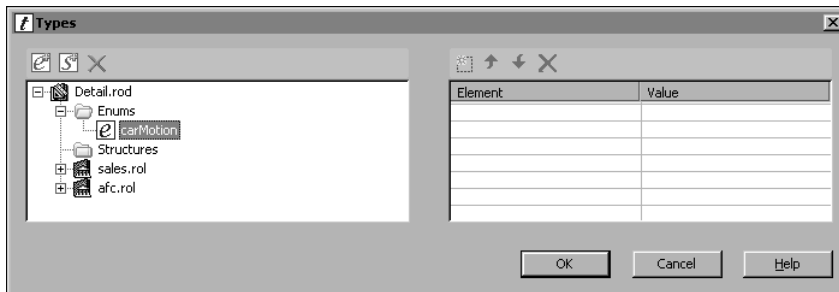 t Types
e s
Detail.rod
Enums
e carMotion
Structures
sales.rol
afc.rol
Element Value
OK Cancel Help